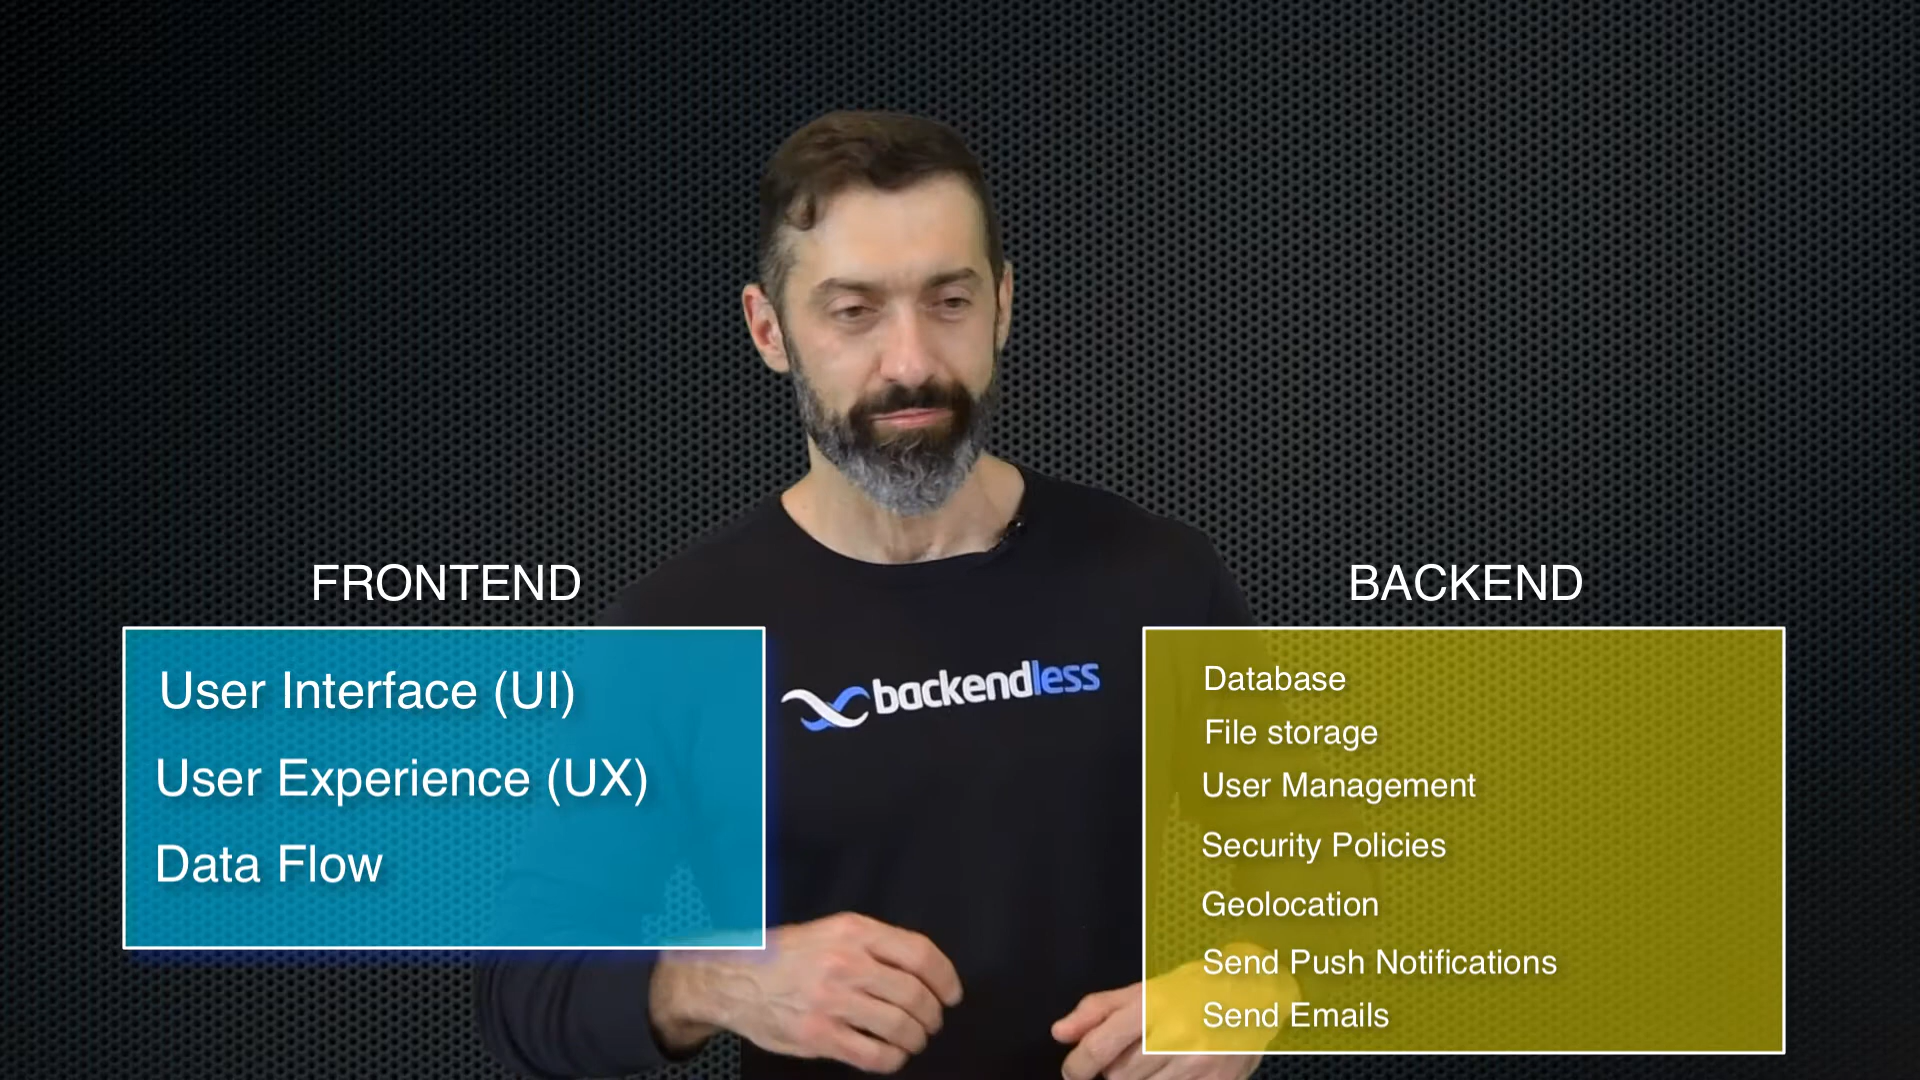 FRONTEND
User Interface (UI)
User Experience (UX)
Data Flow
backendless
BACKEND
Database
File storage
User Management
Security Policies
Geolocation
Send Push Notifications
Send Emails